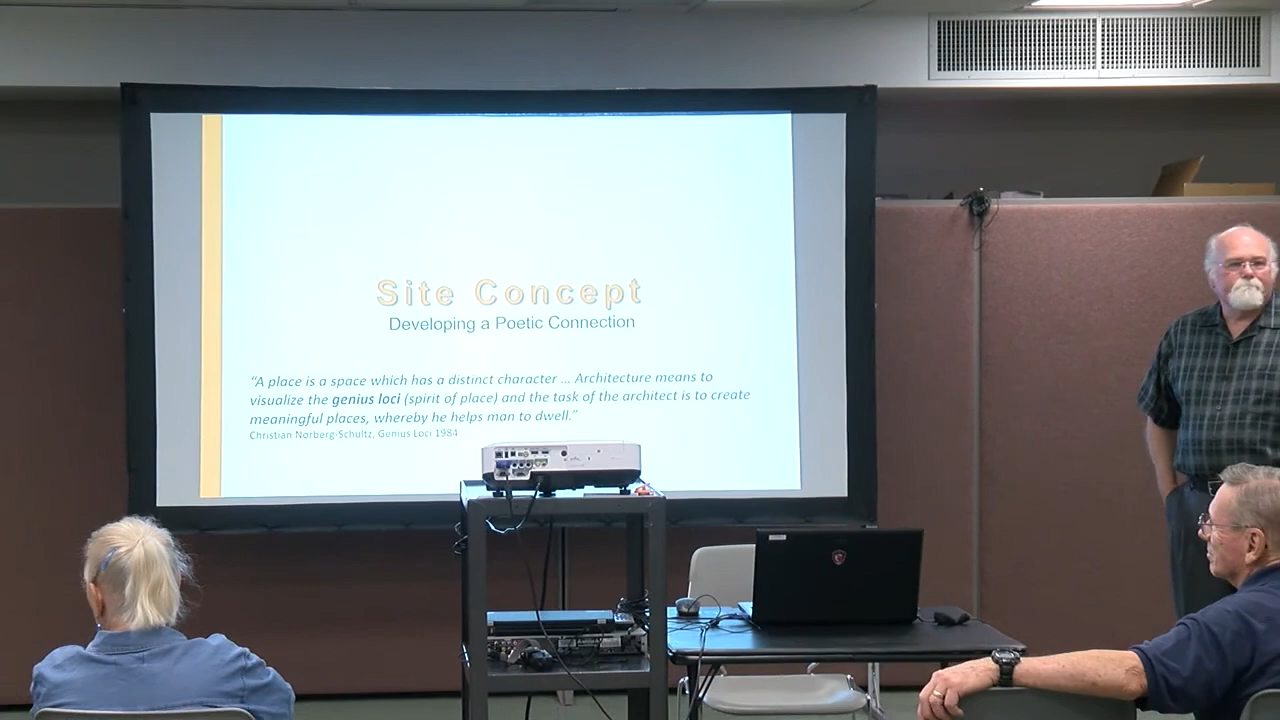 Site Concept
Developing a Poetic Connection
“A place is a space which has a distinct character ... Architecture means to
visualize the genius loci (spirit of place) and the task of the architect is to create
meaningful places, whereby he helps man to dwell.”
Christian Norberg-Schultz, Genius Loci 1984